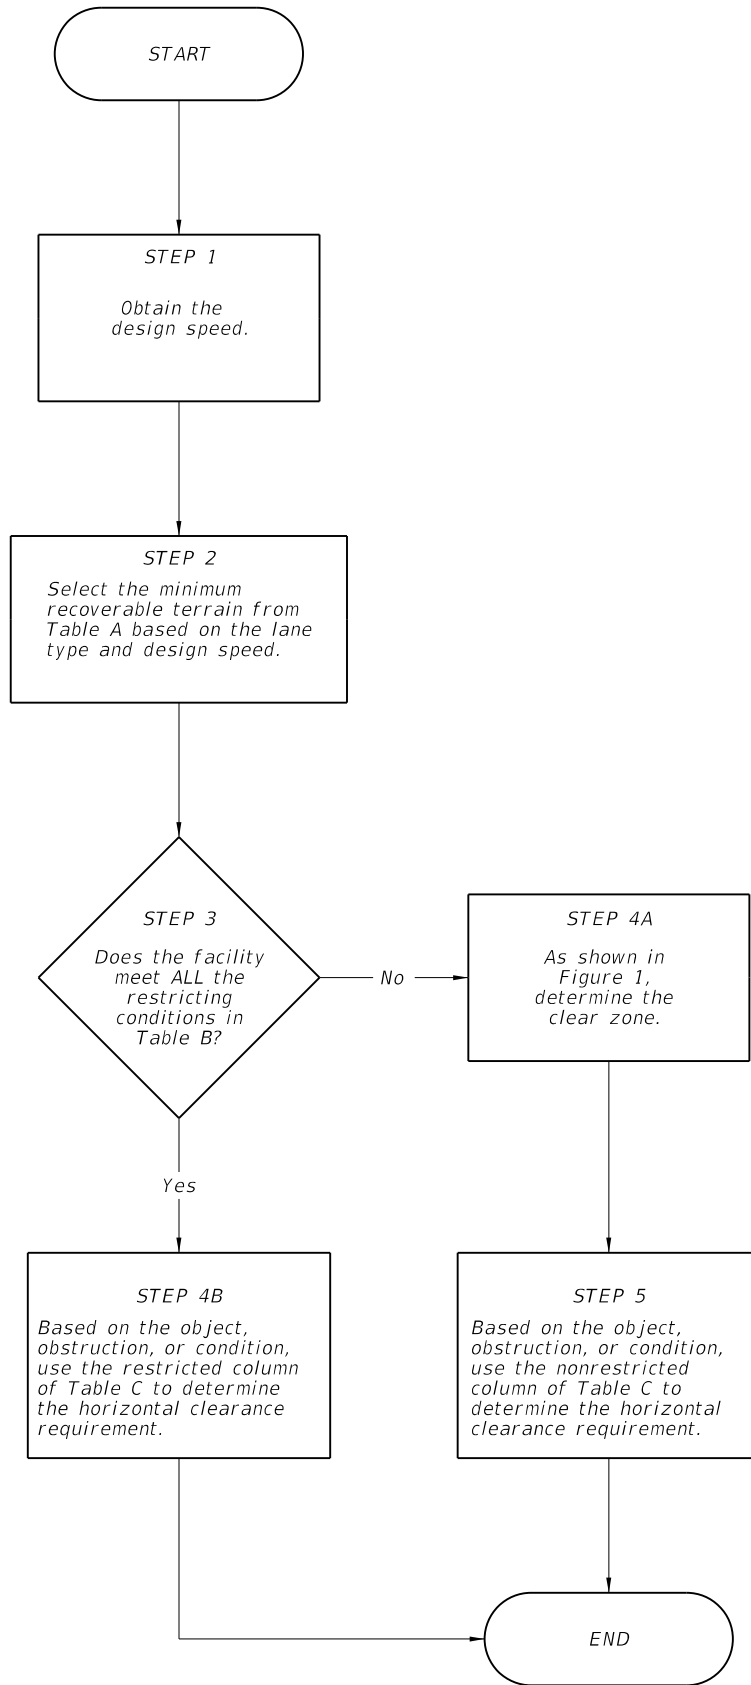 START
STEP 1
Obtain the
design speed.
STEP 2
Select the minimum
recoverable terrain from
Table A based on the lane
type and design speed.
STEP 3
Does the facility
meet ALL the
restricting
conditions in
Table B?
No
STEP 4A
As shown in
Figure 1,
determine the
clear zone.
Yes
STEP 4B
Based on the object,
obstruction, or condition,
use the restricted column
of Table C to determine
the horizontal clearance
requirement.
STEP 5
Based on the object,
obstruction, or condition,
use the nonrestricted
column of Table C to
determine the horizontal
clearance requirement.
END